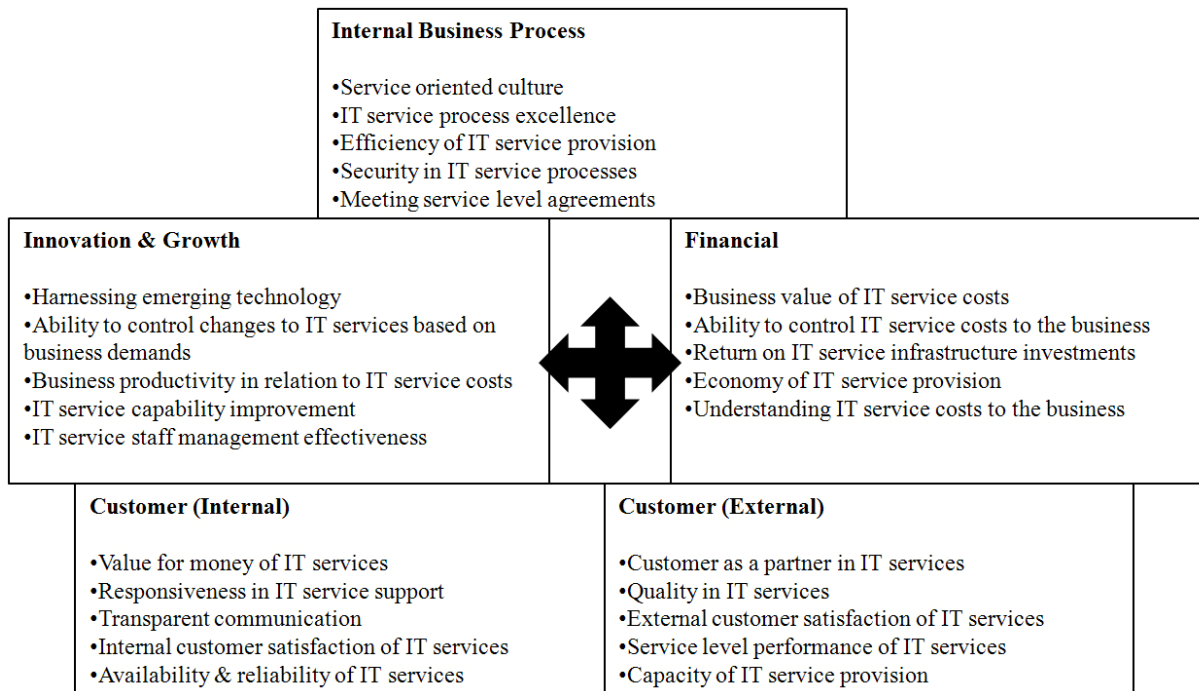 Internal Business Process
•Service oriented culture
•IT service process excellence
•Efficiency of IT service provision
•Security in IT service processes
•Meeting service level agreements
Innovation & Growth
•Harnessing emerging technology
•Ability to control changes to IT services based on
business demands
•Business productivity in relation to IT service costs
•IT service capability improvement
•IT service staff management effectiveness
Financial
•Business value of IT service costs
•Ability to control IT service costs to the business
•Return on IT service infrastructure investments
•Economy of IT service provision
•Understanding IT service costs to the business
Customer (Internal)
•Value for money of IT services
•Responsiveness in IT service support
•Transparent communication
•Internal customer satisfaction of IT services
•Availability & reliability of IT services
Customer (External)
•Customer as a partner in IT services
•Quality in IT services
•External customer satisfaction of IT services
•Service level performance of IT services
•Capacity of IT service provision